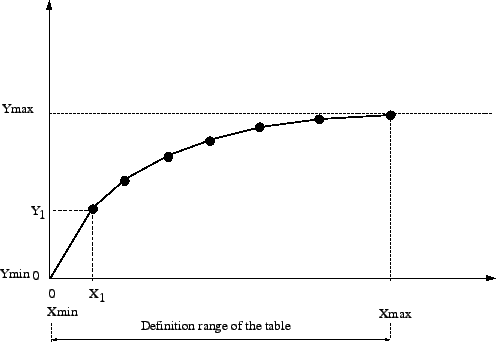 Ymax
Y1
Ymin 0
0 X1
Xmin Xmax
Definition range of the table